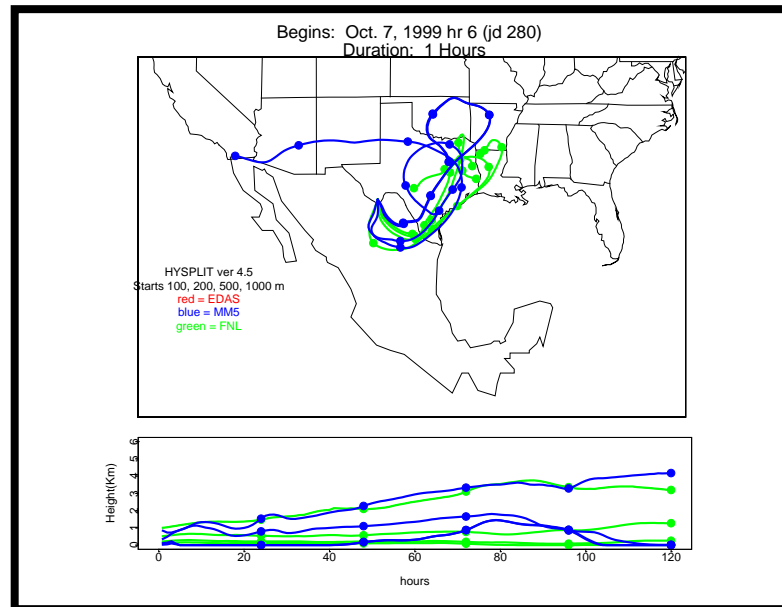 Begins:  Oct. 7, 1999 hr 6 (jd 280)
Duration:  1 Hours
HYSPLIT ver 4.5
Starts 100, 200, 500, 1000 m
red = EDAS
blue = MM5
green = FNL
Height(Km)
6
5
4
3
2
1
0
0 20 40 60 80 100 120
hours